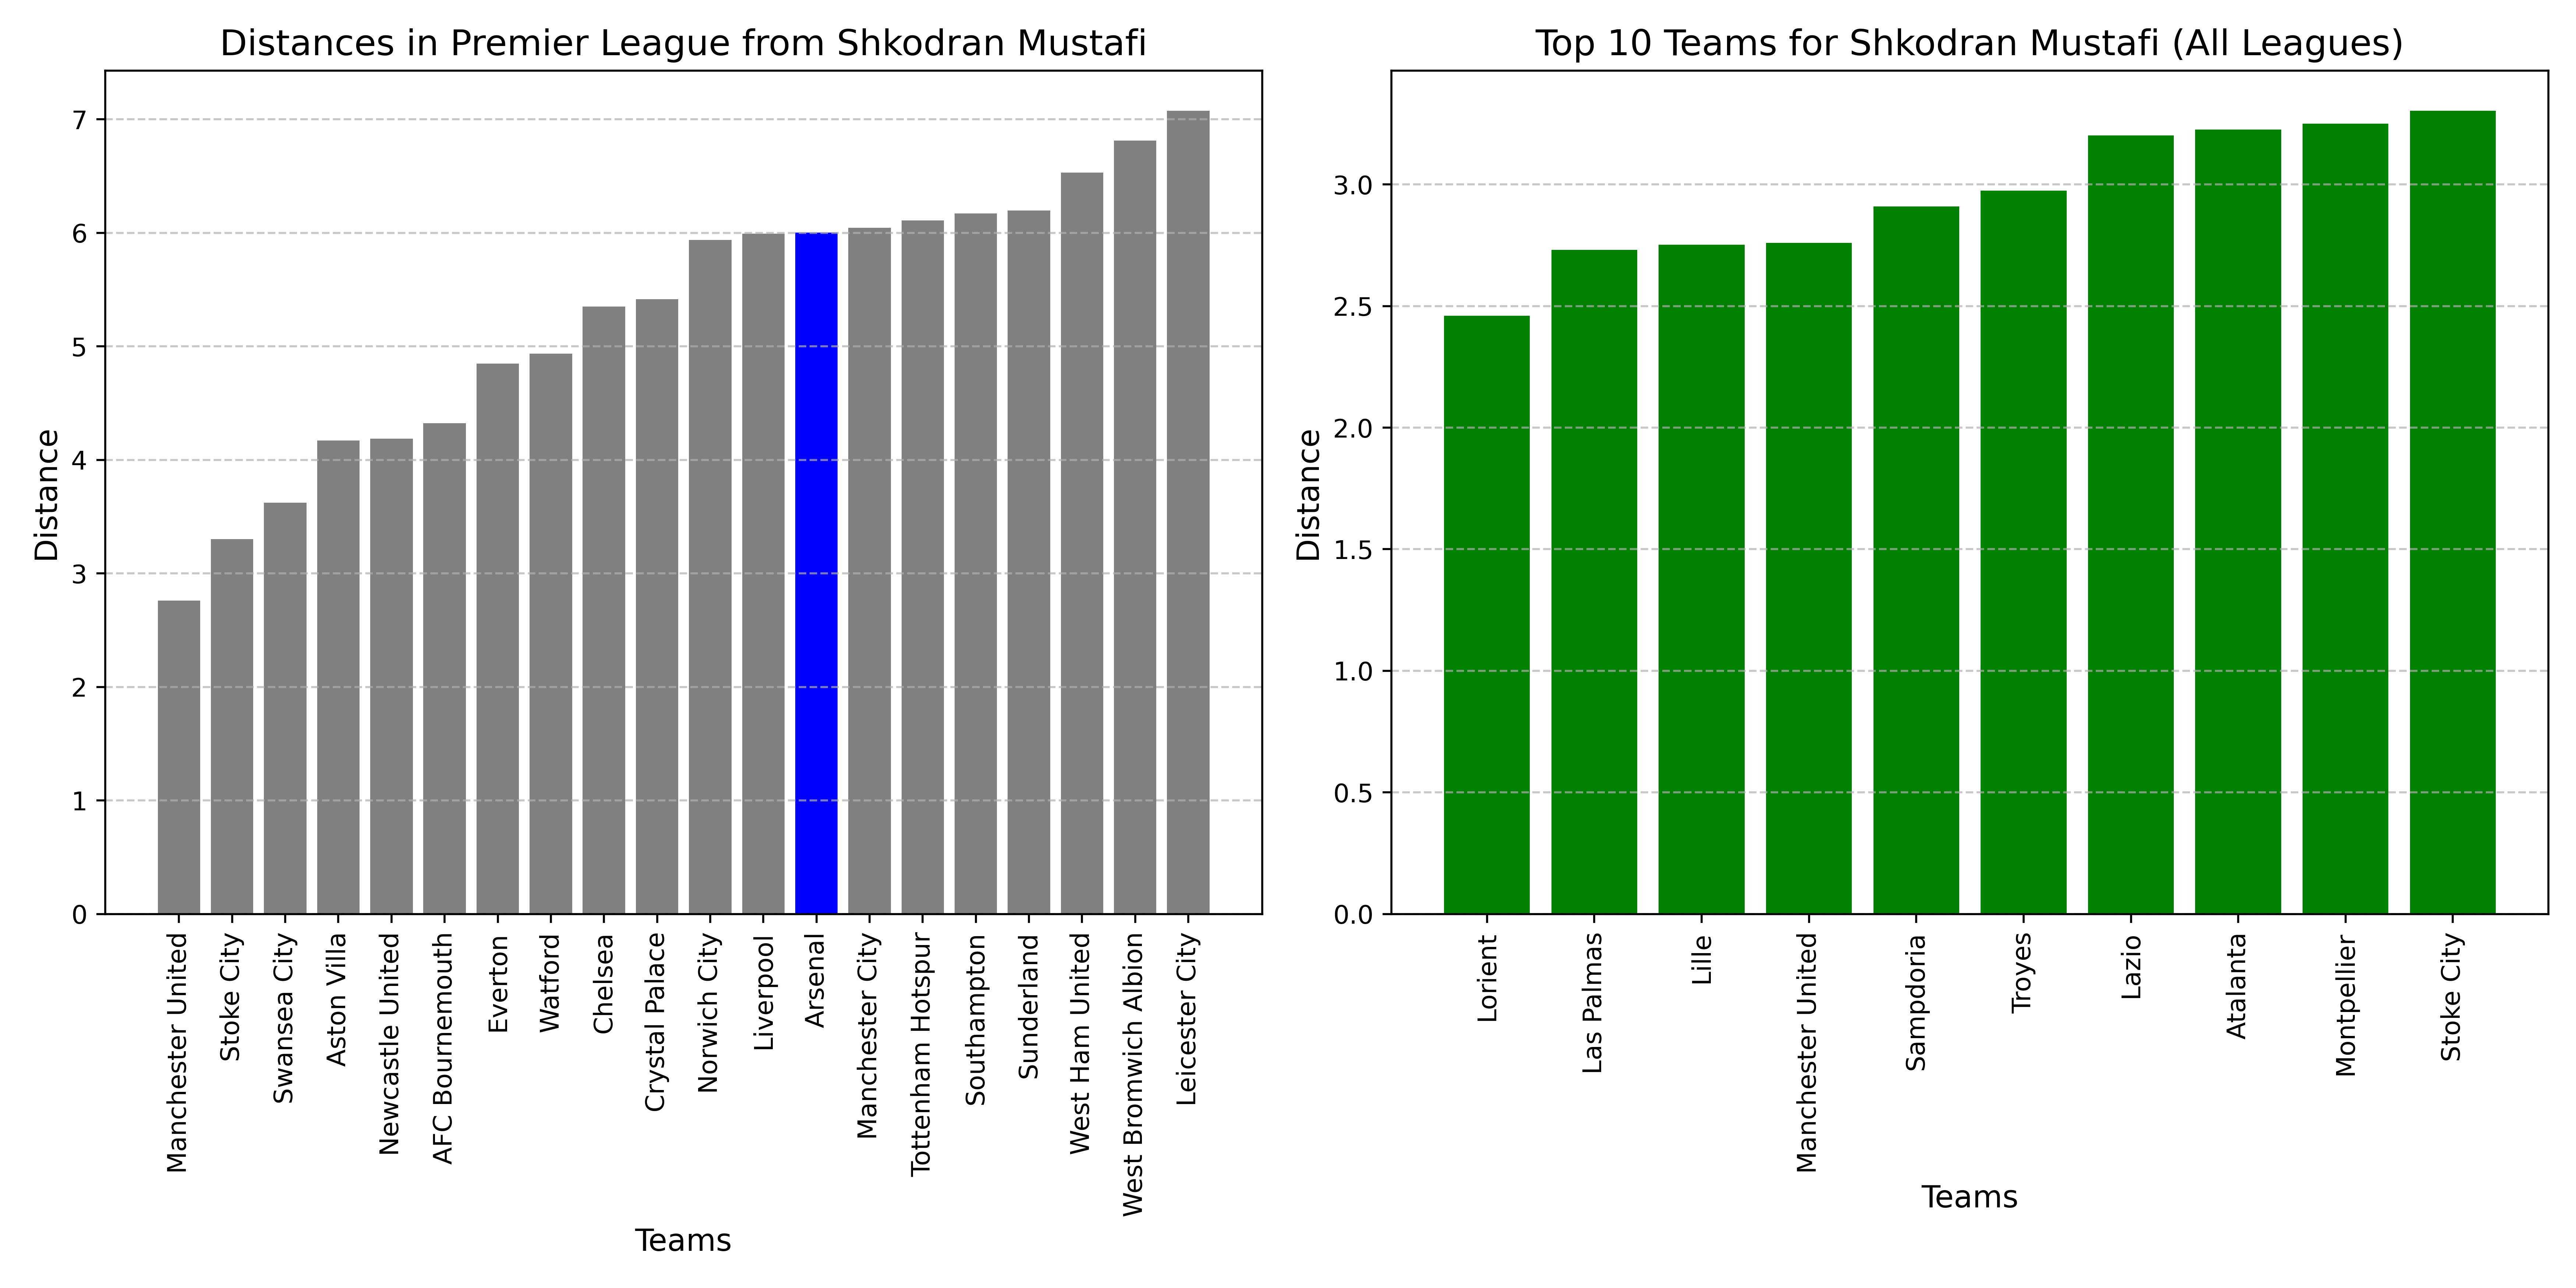 Distances in Premier League from Shkodran Mustafi
Distance
7
6
5
4
3
2
1
0
Manchester United
Stoke City
Swansea City
Aston Villa
Newcastle United
AFC Bournemouth
Everton
Watford
Chelsea
Crystal Palace
Norwich City
Liverpool
Arsenal
Manchester City
Tottenham Hotspur
Southampton
Sunderland
West Ham United
West Bromwich Albion
Leicester City
Teams
Top 10 Teams for Shkodran Mustafi (All Leagues)
Distance
3.0
2.5
2.0
1.5
1.0
0.5
0.0
Lorient
Las Palmas
Lille
Manchester United
Sampdoria
Troyes
Lazio
Atalanta
Montpellier
Stoke City
Teams